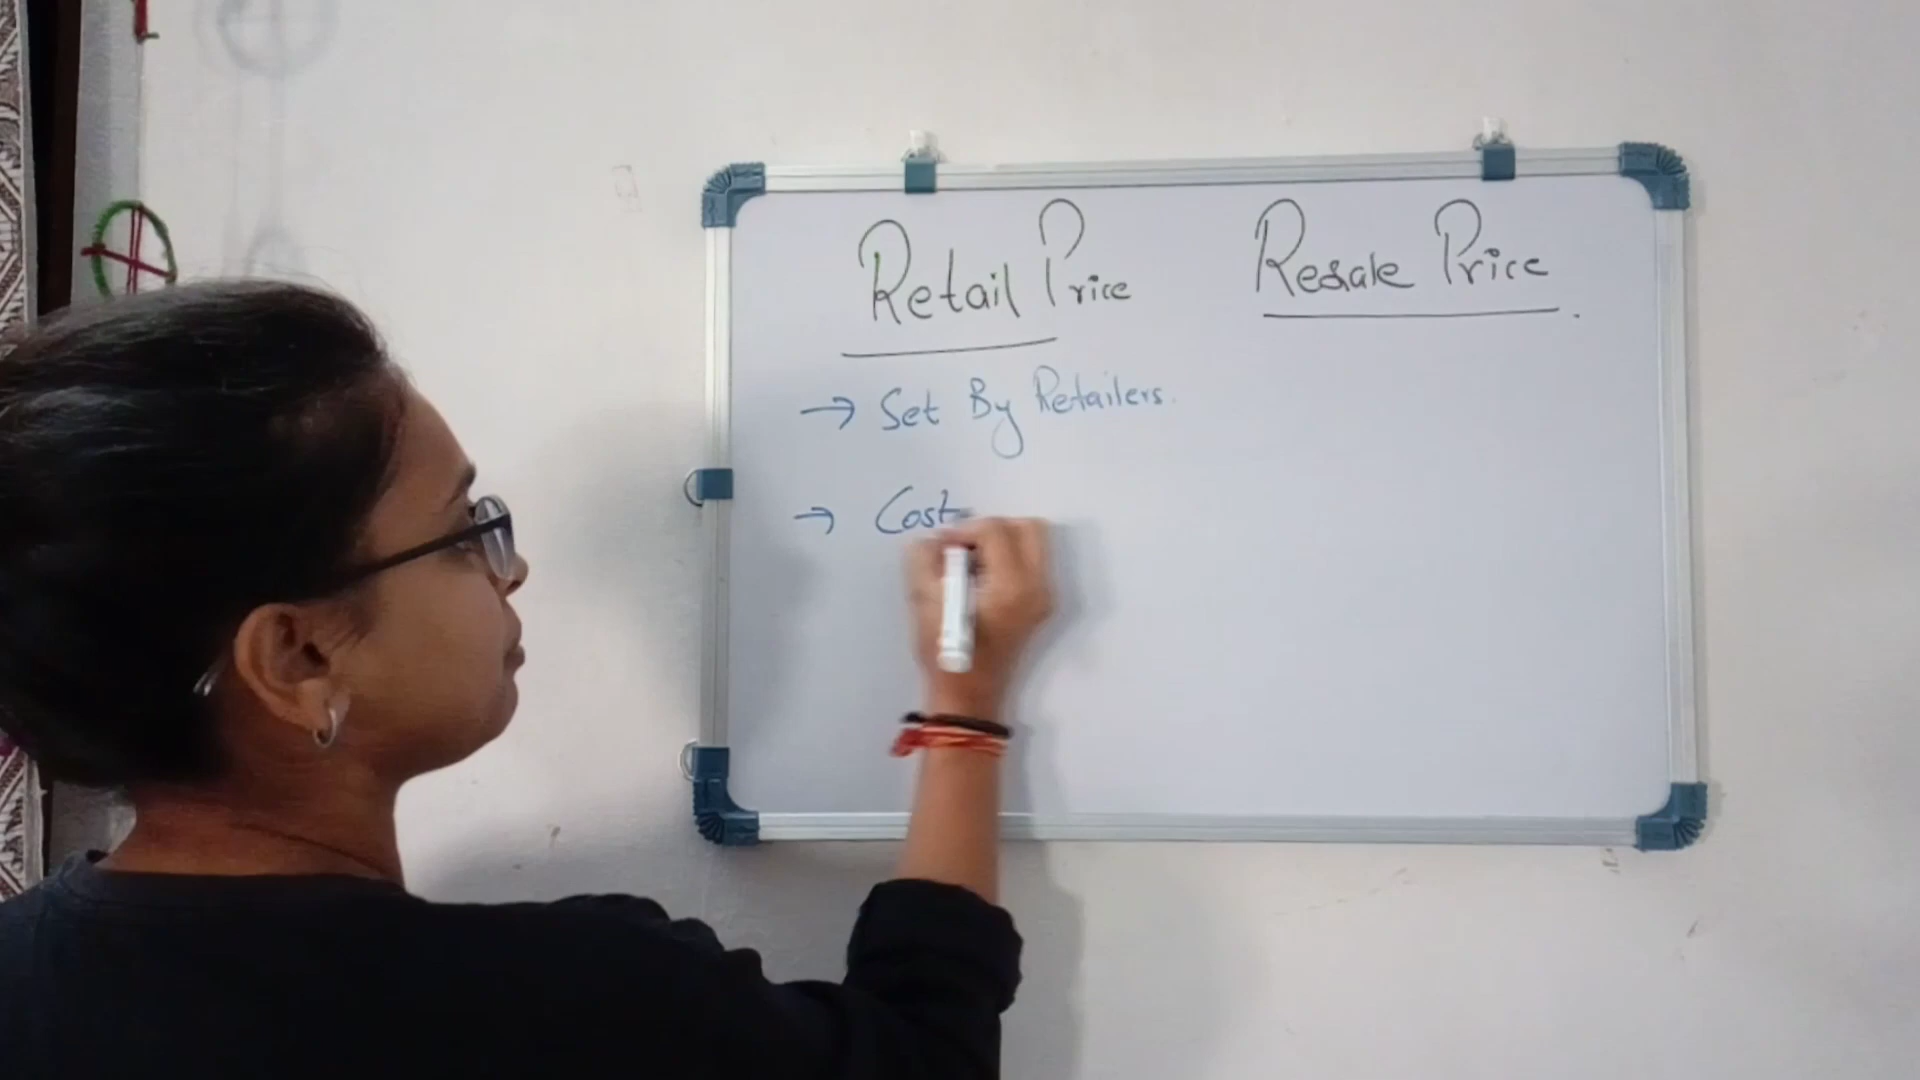 Retail Price
Resale Price.
→ Set By Retailers.
→ Cost